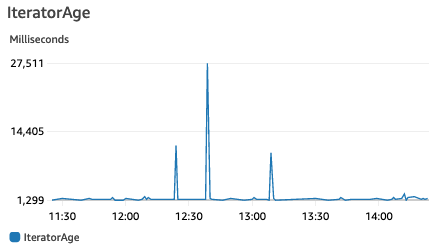 IteratorAge
Milliseconds
27,511
14,405
1,299
11:30 12:00 12:30 13:00 13:30 14:00
IteratorAge